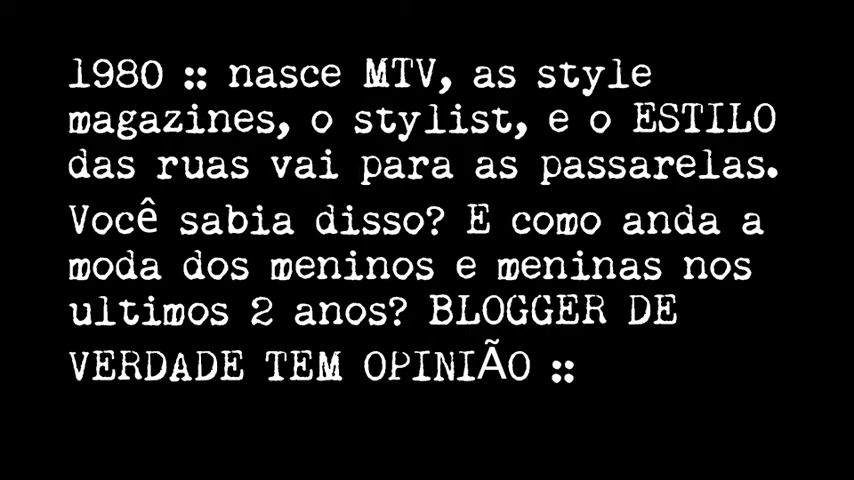 1980 :: nasce MTV, as style
magazines, o stylist, e o ESTILO
das ruas vai para as passarelas.
Você sabia disso? E como anda a
moda dos meninos e meninas nos
ultimos 2 anos? BLOGGER DE
VERDADE TEM OPINIÃO ::